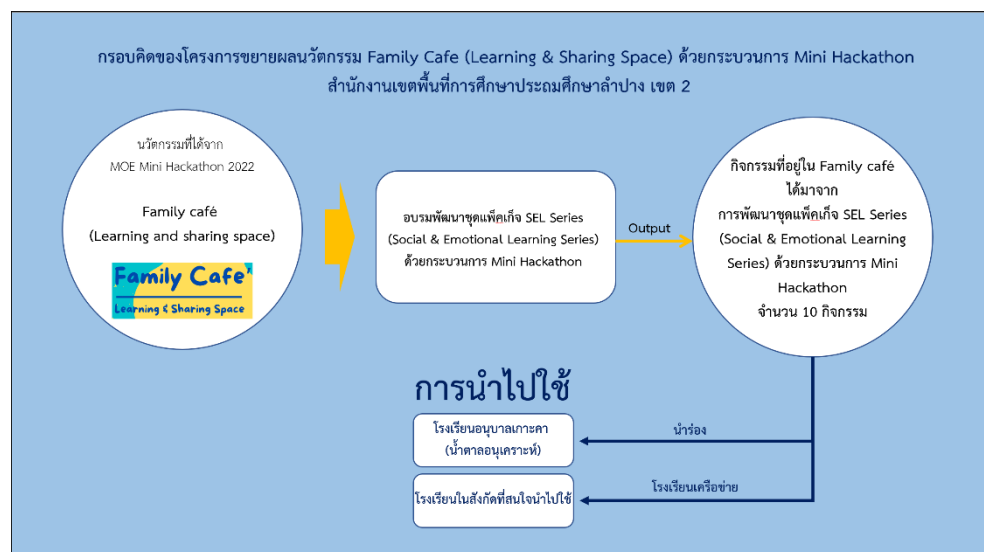 กรอบคิดของโครงการขยายผลนวัตกรรม Family Cafe (Learning & Sharing Space) ด้วยกระบวนการ Mini Hackathon
สำนักงานเขตพื้นที่การศึกษาประถมศึกษาลำปาง เขต 2
นวัตกรรมที่ได้จาก
MOE Mini Hackathon 2022
Family café
(Learning and sharing space)
Family Cafe'
Learning & Sharing Space
อบรมพัฒนาชุดแพ็คเก็จ SEL Series
(Social & Emotional Learning Series)
ด้วยกระบวนการ Mini Hackathon
Output
กิจกรรมที่อยู่ใน Family café
ได้มาจาก
การพัฒนาชุดแพ็คเก็จ SEL Series
(Social & Emotional Learning
Series) ด้วยกระบวนการ Mini
Hackathon
จำนวน 10 กิจกรรม
การนำไปใช้
โรงเรียนอนุบาลเกาะคา
(น้ำตาลอนุเคราะห์)
นำร่อง
โรงเรียนในสังกัดที่สนใจนำไปใช้
โรงเรียนเครือข่าย